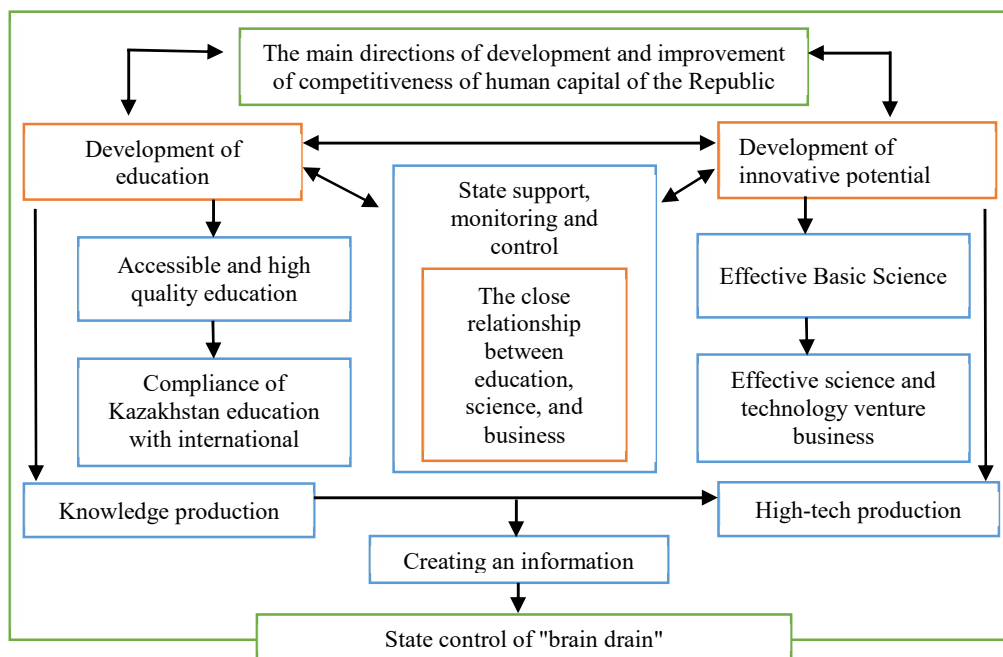 The main directions of development and improvement
of competitiveness of human capital of the Republic
Development of
education
Development of
innovative potential
State support,
monitoring and
control
Accessible and high
quality education
Effective Basic Science
The close
relationship
between
education,
science, and
business
Compliance of
Kazakhstan education
with international
Effective science and
technology venture
business
Knowledge production
High-tech production
Creating an information
State control of "brain drain"